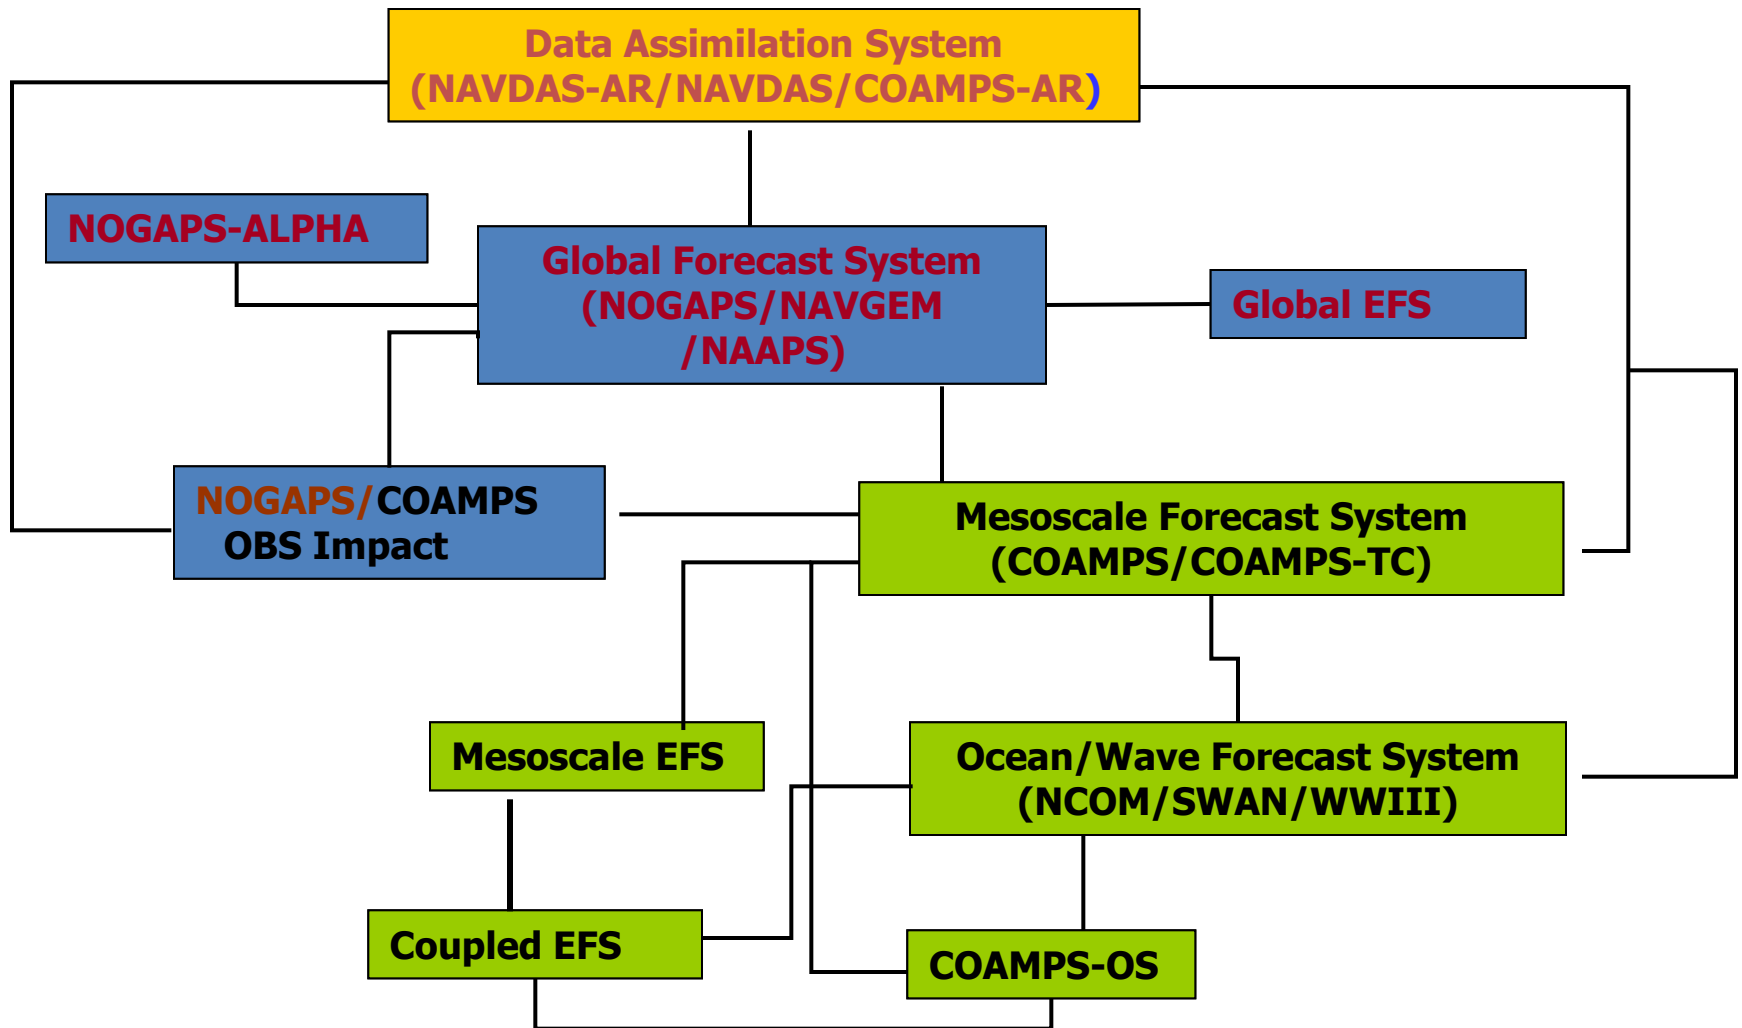 Data Assimilation System
(NAVDAS-AR/NAVDAS/COAMPS-AR)
NOGAPS-ALPHA
Global Forecast System
(NOGAPS/NAVGEM
/NAAPS)
Global EFS
NOGAPS/COAMPS
OBS Impact
Mesoscale Forecast System
(COAMPS/COAMPS-TC)
Mesoscale EFS
Ocean/Wave Forecast System
(NCOM/SWAN/WWIII)
Coupled EFS
COAMPS-OS